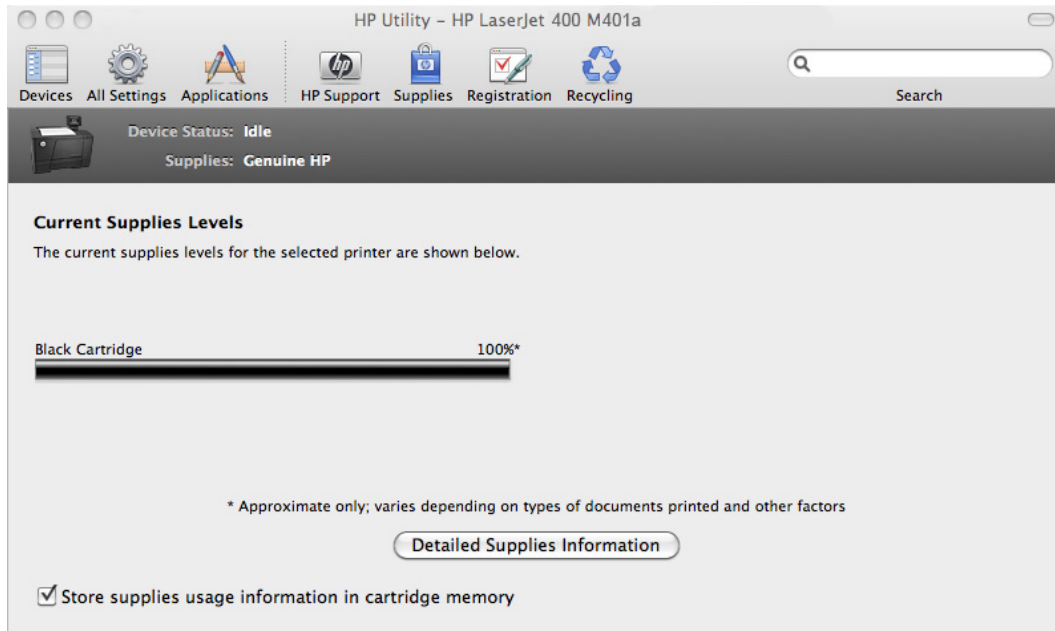 HP Utility – HP LaserJet 400 M401a
Devices All Settings Applications HP Support Supplies Registration Recycling Search
Device Status: Idle
Supplies: Genuine HP
Current Supplies Levels
The current supplies levels for the selected printer are shown below.
Black Cartridge 100%*
* Approximate only; varies depending on types of documents printed and other factors
Detailed Supplies Information
Store supplies usage information in cartridge memory